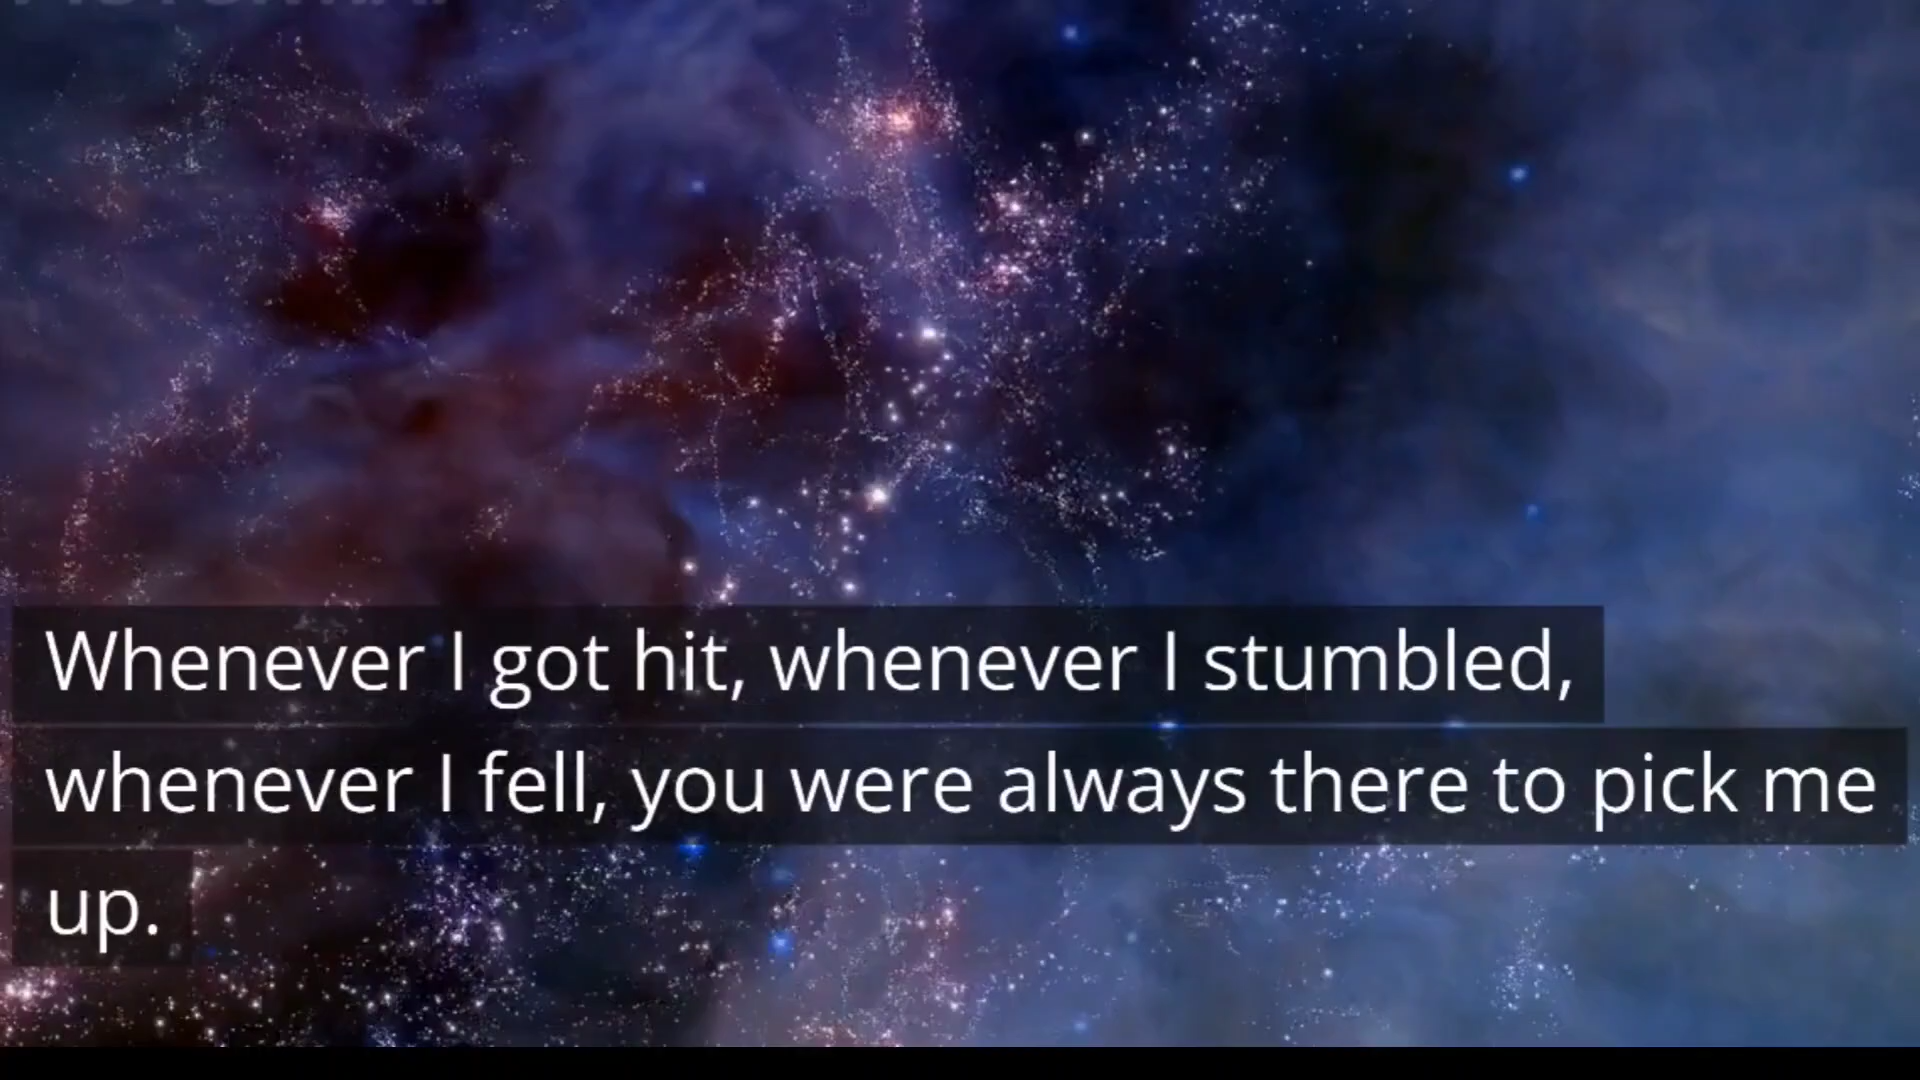 Whenever I got hit, whenever I stumbled,
whenever I fell, you were always there to pick me
up.